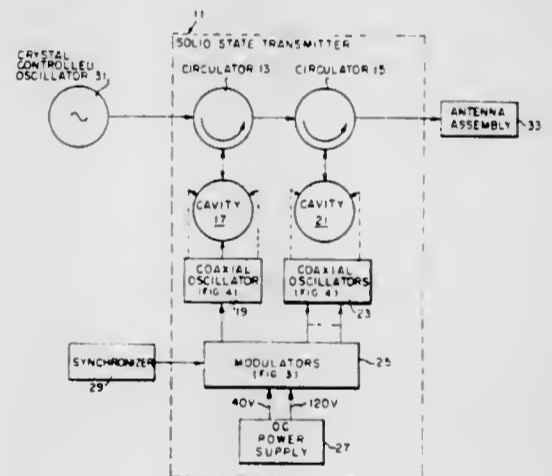 11
SOLID STATE TRANSMITTER
CRYSTAL
CONTROLLED
OSCILLATOR 31
CIRCULATOR 13
CIRCULATOR 15
~
ANTENNA
ASSEMBLY
33
CAVITY
17
CAVITY
21
COAXIAL
OSCILLATOR
(FIG 4)
19
COAXIAL
OSCILLATORS
(FIG 4)
23
SYNCHRONIZER
29
MODULATORS
(FIG 3)
25
40V
120V
DC
POWER
SUPPLY
27